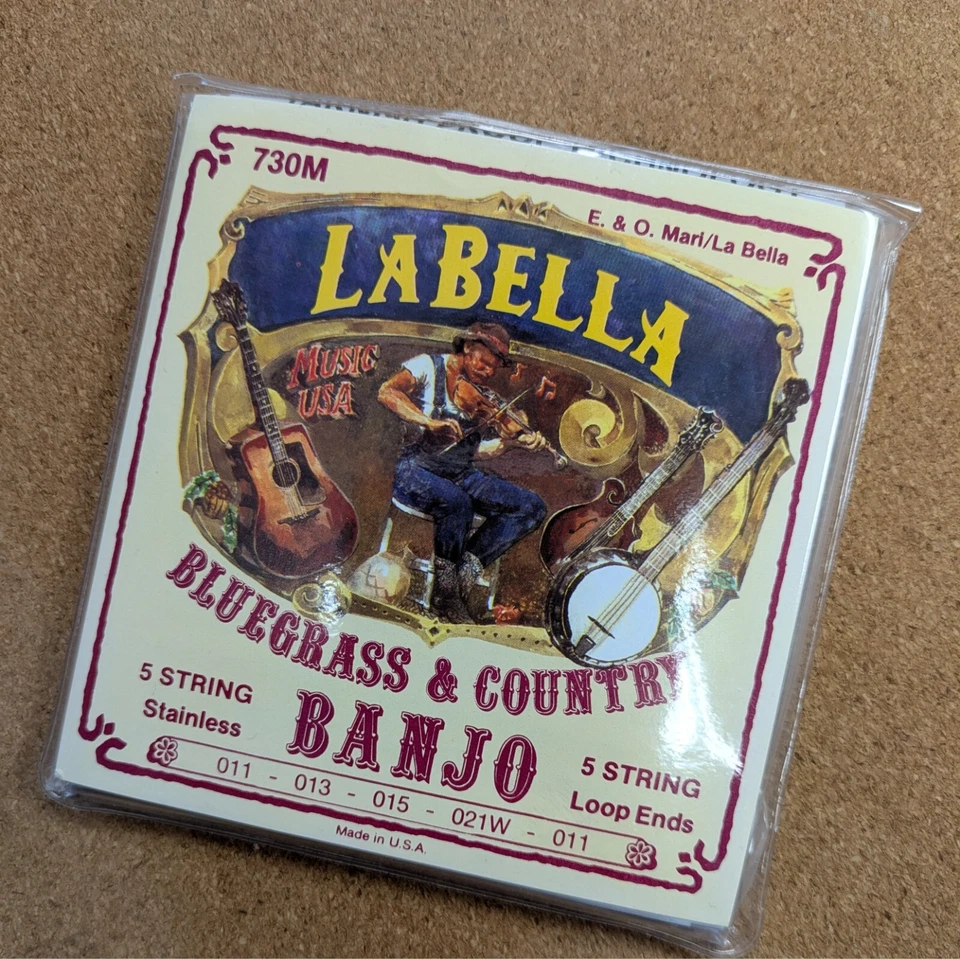 730M
E. & O. Mari/La Bella
LABELLA
MUSIC
USA
BLUEGRASS & COUNTRY
BANJO
5 STRING
Stainless
5 STRING
Loop Ends
011 - 013 - 015 - 021W - 011
Made in U.S.A.